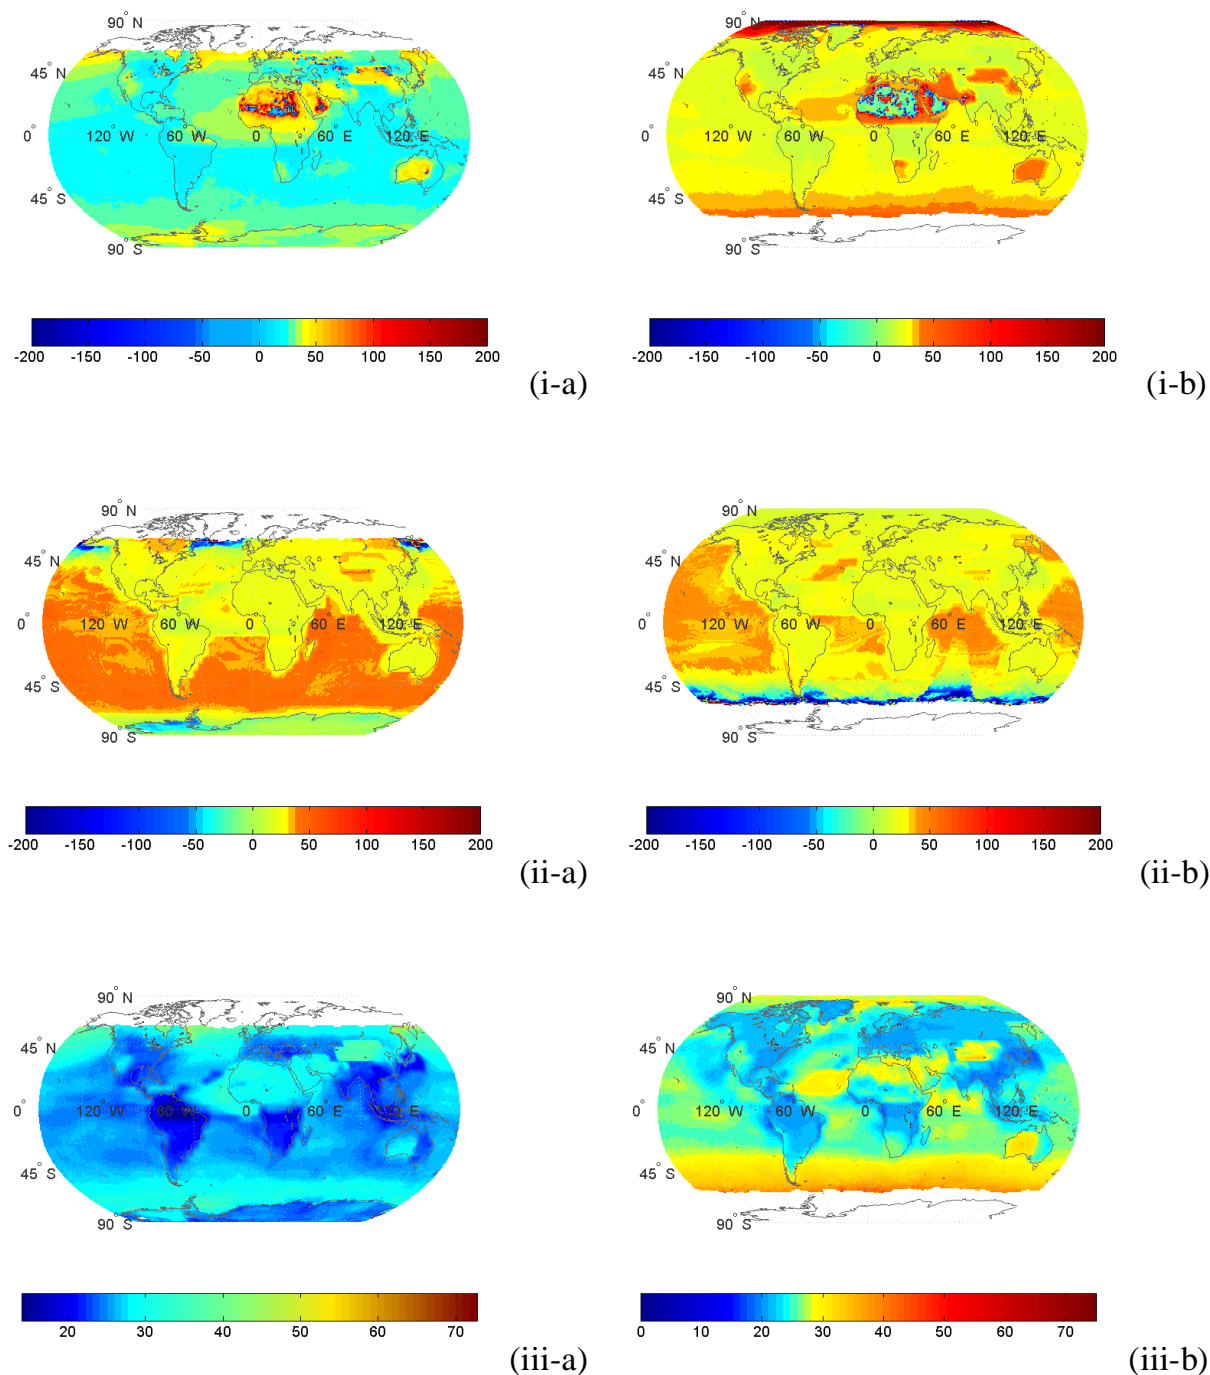 90° N 90° N
45° N 45° N
0° 120° W 60° W 0 60° E 120° E 0° 120° W 60° W 0 60° E 120° E
45° S 45° S
90° S 90° S
-200 -150 -100 -50 0 50 100 150 200 -200 -150 -100 -50 0 50 100 150 200
(i-a) (i-b)
90° N 90° N
45° N 45° N
0° 120° W 60° W 0 60° E 120° E 0° 120° W 60° W 0 60° E 120° E
45° S 45° S
90° S 90° S
-200 -150 -100 -50 0 50 100 150 200 -200 -150 -100 -50 0 50 100 150 200
(ii-a) (ii-b)
90° N 90° N
45° N 45° N
0° 120° W 60° W 0 60° E 120° E 0° 120° W 60° W 0 60° E 120° E
45° S 45° S
90° S 90° S
20 30 40 50 60 70 0 10 20 30 40 50 60 70
(iii-a) (iii-b)